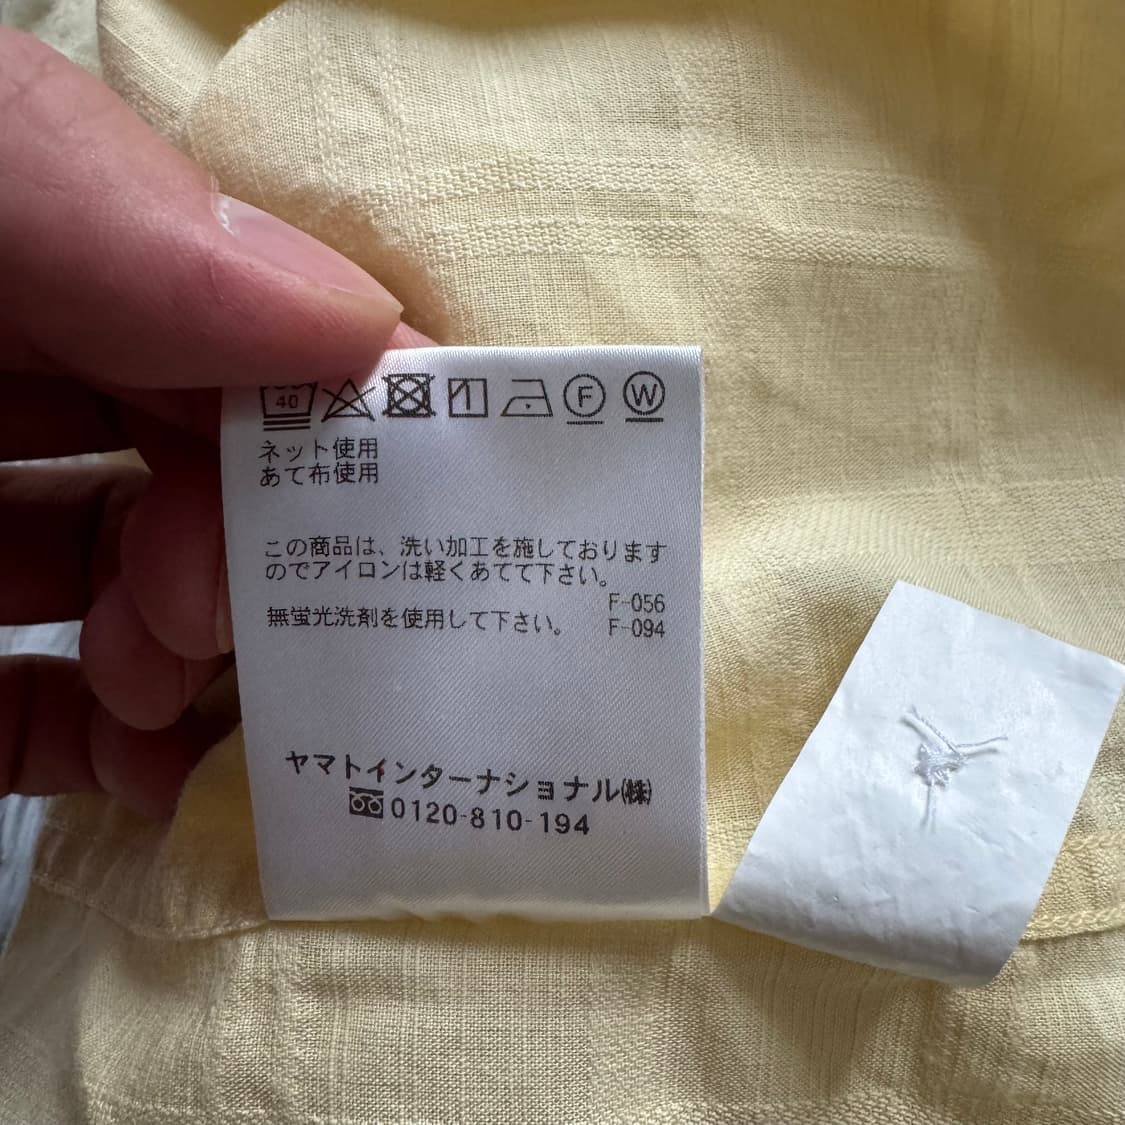 40 F W
ネット使用
あて布使用
この商品は、洗い加工を施しております
のでアイロンは軽くあてて下さい。
F-056
無蛍光洗剤を使用して下さい。
F-094
ヤマトインターナショナル㈱
0120-810-194